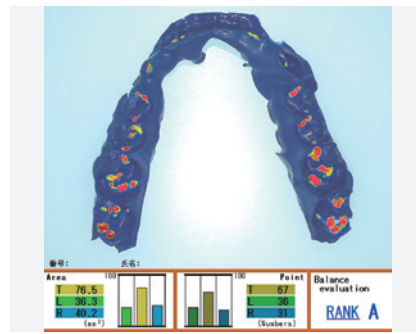 番号: 氏名:
Area
T 76.5
L 36.3
R 40.2
(mm²)
100
100
Point
T 67
L 36
R 31
(Numbers)
Balance
evaluation
RANK A